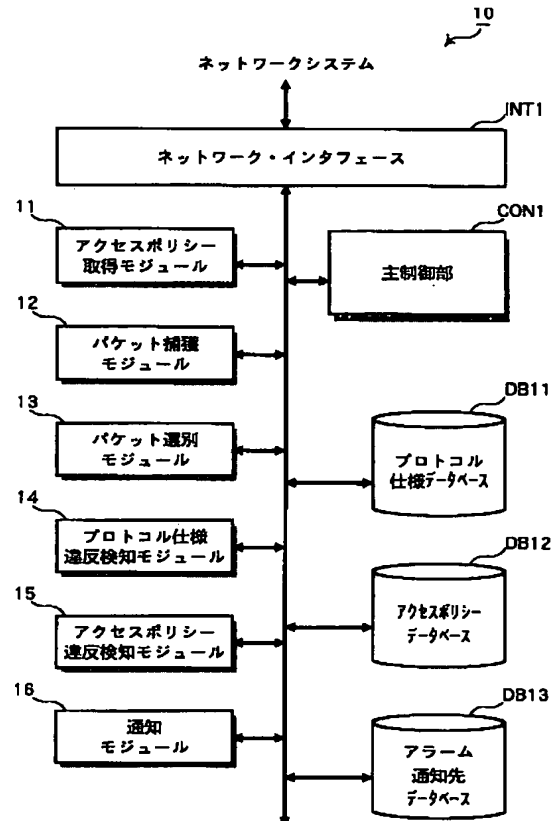 10
ネットワークシステム
INT1
ネットワーク・インタフェース
11
アクセスポリシー
取得モジュール
CON1
主制御部
12
パケット捕獲
モジュール
13
パケット選別
モジュール
DB11
プロトコル
仕様データベース
14
プロトコル仕様
違反検知モジュール
DB12
アクセスポリシー
データベース
15
アクセスポリシー
違反検知モジュール
16
通知
モジュール
DB13
アラーム
通知先
データベース